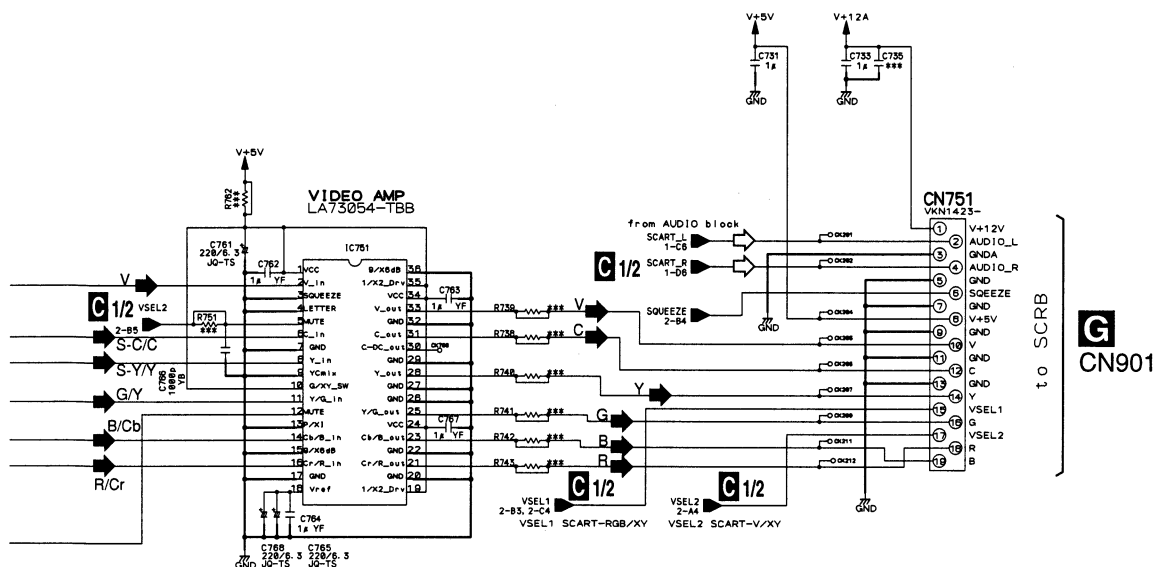 V+5V
V+12A
C731
1μ
C733
1μ
C735
***
GND
GND
V+5V
R762
***
VIDEO AMP
LA73054-TBB
IC751
C761
220/6.3
JQ-TS
C762
1μ YF
C763
1μ YF
V
C 1/2 VSEL2
2-B5
R751
***
S-C/C
S-Y/Y
C766
1000p
YB
G/Y
B/Cb
R/Cr
1 VCC
2 V_in
3 SQUEEZE
4 LETTER
5 MUTE
6 C_in
7 GND
8 Y_in
9 YCmix
10 G/XY_SW
11 Y/G_in
12 MUTE
13 P/XI
14 Cb/B_in
15 B/X6dB
16 Cr/R_in
17 GND
18 Vref
B/X6dB 36
1/X2_Drv 35
VCC 34
V_out 33
GND 32
C_out 31
C-DC_out 30
GND 29
Y_out 28
GND 27
GND 26
Y/G_out 25
VCC 24
Cb/B_out 23
GND 22
Cr/R_out 21
GND 20
1/X2_Drv 19
C767
1μ YF
C764
1μ YF
C768
220/6.3
JQ-TS
C765
220/6.3
JQ-TS
GND
R739 *** V
R738 *** C
R740 *** Y
R741 *** G
R742 *** B
R743 *** R
from AUDIO block
SCART_L
1-C6
C 1/2
SCART_R
1-D6
SQUEEZE
2-B4
GND
C 1/2
VSEL1
2-B3, 2-C4
VSEL1 SCART-RGB/XY
C 1/2
VSEL2
2-A4
VSEL2 SCART-V/XY
CK211
CK212
GND
CN751
VKN1423-
1 V+12V
2 AUDIO_L
3 GNDA
4 AUDIO_R
5 GND
6 SQEEZE
7 GND
8 V+5V
9 GND
10 V
11 GND
12 C
13 GND
14 Y
15 VSEL1
16 G
17 VSEL2
18 R
19 B
to SCRB
G
CN901